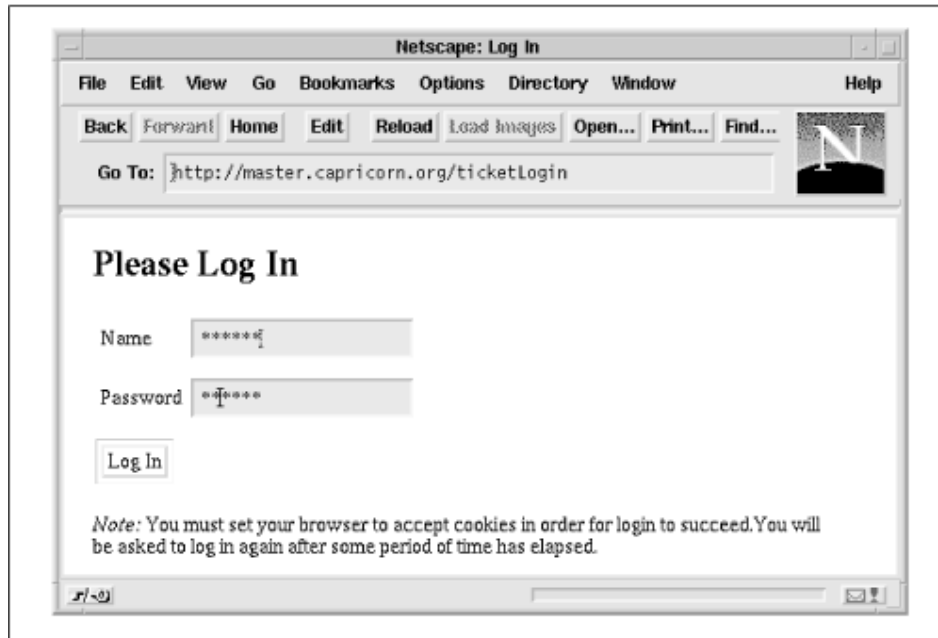 Netscape: Log In
File Edit View Go Bookmarks Options Directory Window Help
Back Forward Home Edit Reload Load Images Open... Print... Find...
N
Go To: http://master.capricorn.org/ticketLogin
Please Log In
Name ******
Password ******
Log In
Note: You must set your browser to accept cookies in order for login to succeed.You will
be asked to log in again after some period of time has elapsed.